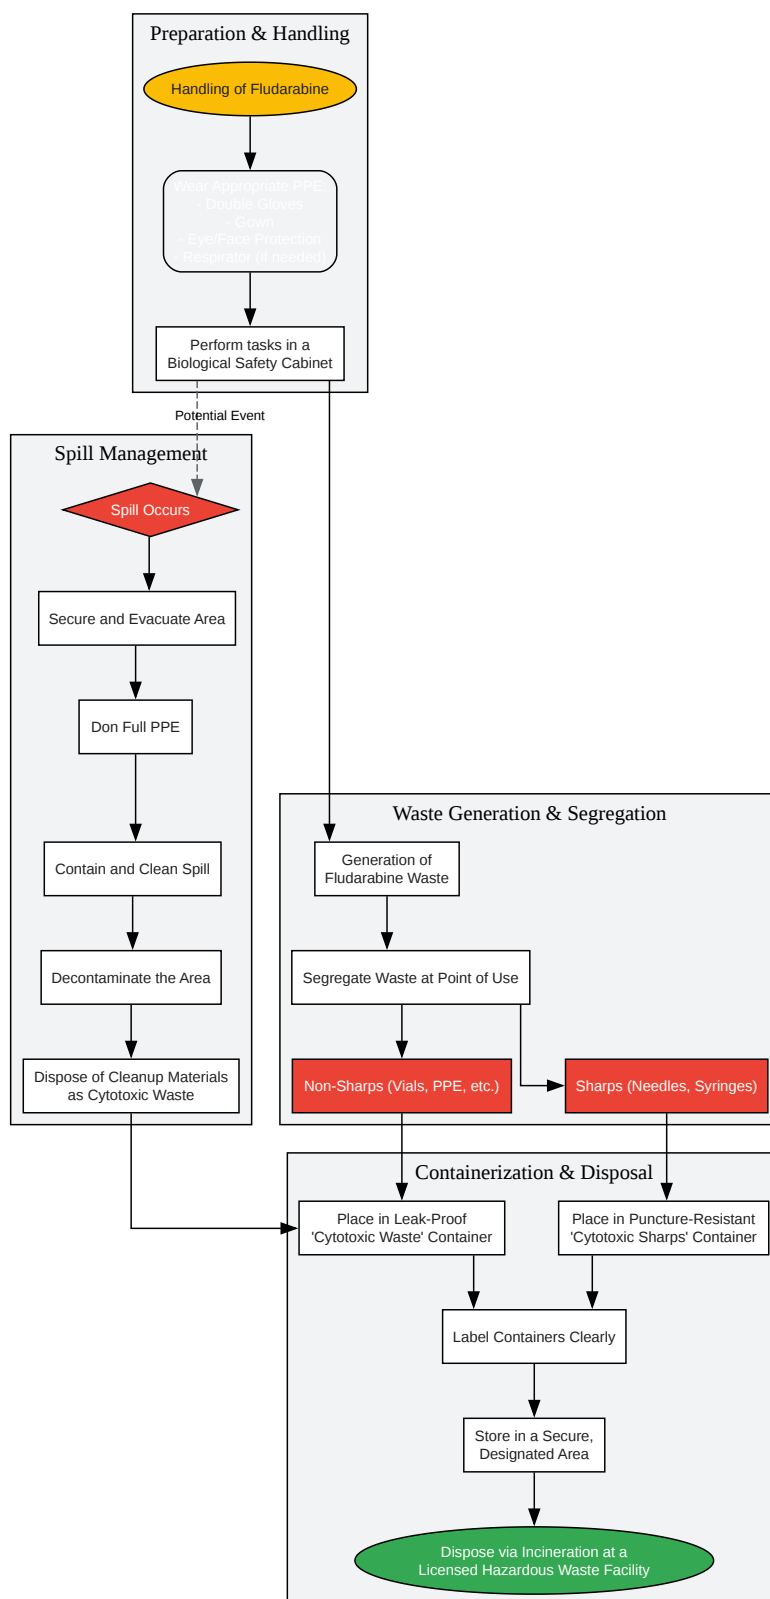 Preparation & Handling
Handling of Fludarabine
Wear Appropriate PPE:
- Double Gloves
- Gown
- Eye/Face Protection
- Respirator (if needed)
Perform tasks in a
Biological Safety Cabinet
Potential Event
Spill Management
Spill Occurs
Secure and Evacuate Area
Don Full PPE
Contain and Clean Spill
Decontaminate the Area
Dispose of Cleanup Materials
as Cytotoxic Waste
Waste Generation & Segregation
Generation of
Fludarabine Waste
Segregate Waste at Point of Use
Non-Sharps (Vials, PPE, etc.)
Sharps (Needles, Syringes)
Containerization & Disposal
Place in Leak-Proof
'Cytotoxic Waste' Container
Place in Puncture-Resistant
'Cytotoxic Sharps' Container
Label Containers Clearly
Store in a Secure,
Designated Area
Dispose via Incineration at a
Licensed Hazardous Waste Facility